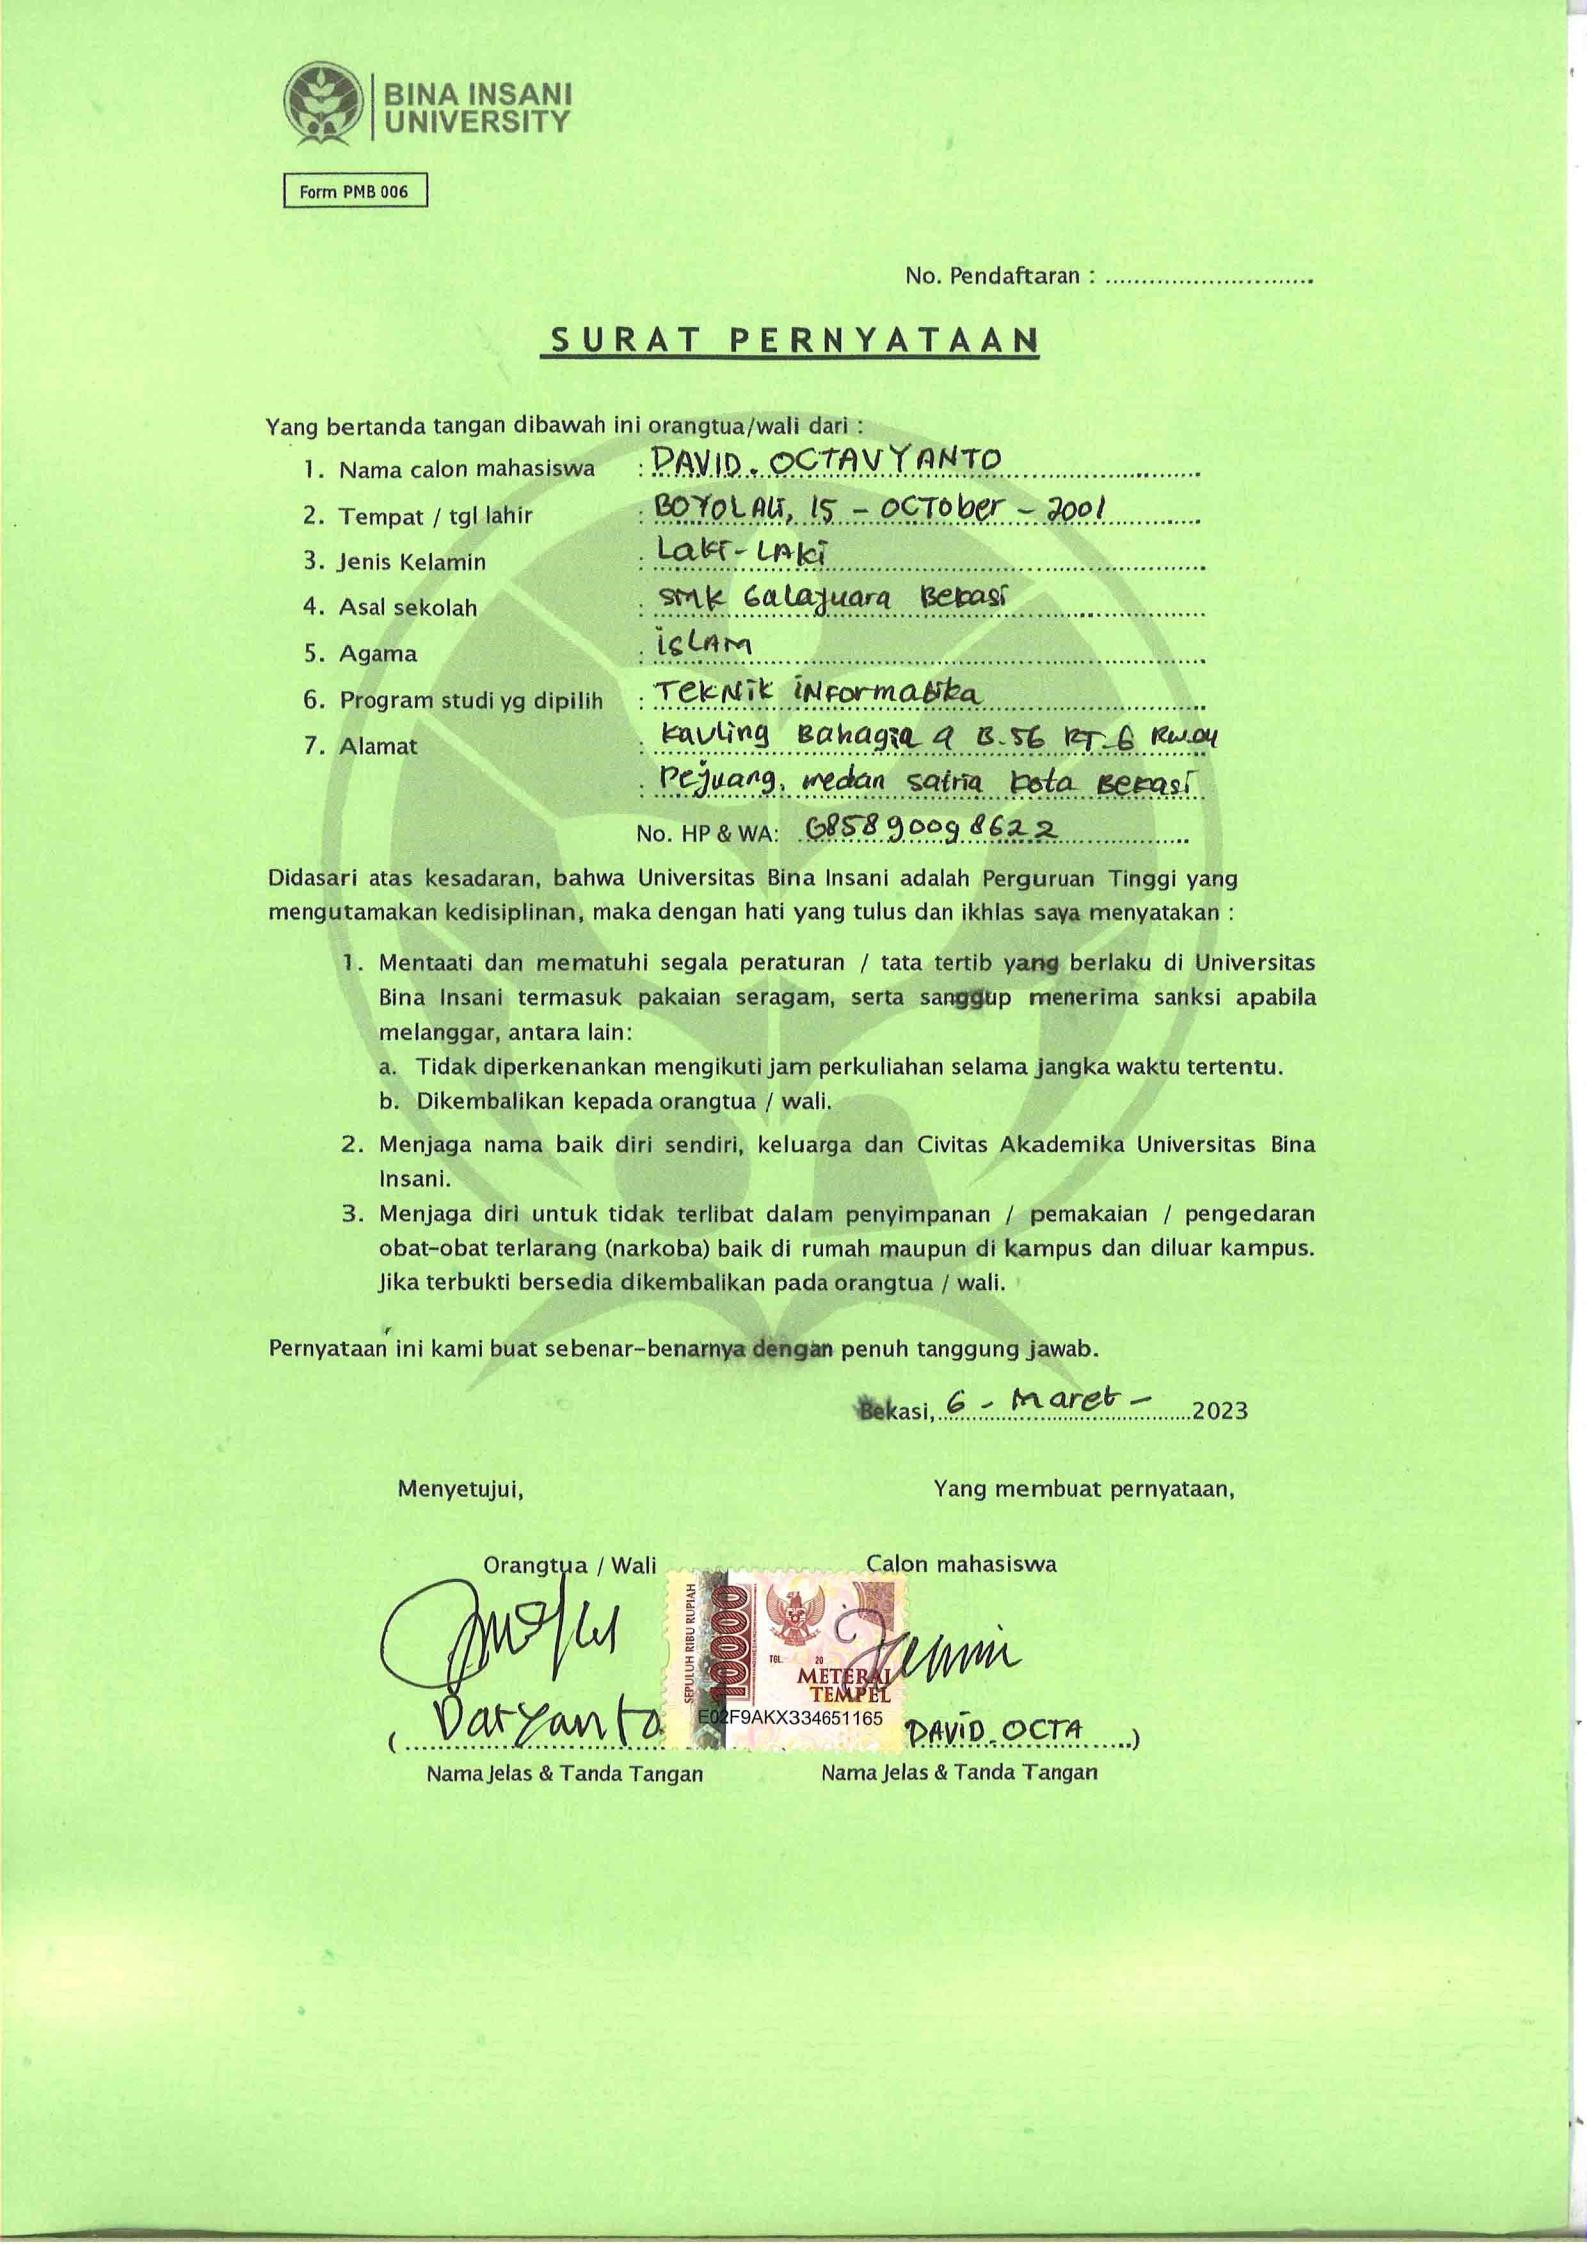 BINA INSANI
UNIVERSITY
Form PMB 006
No. Pendaftaran : ..............................
SURAT PERNYATAAN
Yang bertanda tangan dibawah ini orangtua/wali dari :
1. Nama calon mahasiswa : DAVID. OCTAVYANTO
2. Tempat / tgl lahir : BOYOLALI, 15 - OCTOber - 2001
3. Jenis Kelamin : Laki-LAki
4. Asal sekolah : SMK Galajuara Bekasi
5. Agama : iSLAM
6. Program studi yg dipilih : TekNik iNFormatika
7. Alamat : Kavling Bahagia 9 B.56 RT.6 RW.04
: Pejuang, medan satria kota Bekasi
No. HP & WA: 085890098622
Didasari atas kesadaran, bahwa Universitas Bina Insani adalah Perguruan Tinggi yang
mengutamakan kedisiplinan, maka dengan hati yang tulus dan ikhlas saya menyatakan :
1. Mentaati dan mematuhi segala peraturan / tata tertib yang berlaku di Universitas
Bina Insani termasuk pakaian seragam, serta sanggup menerima sanksi apabila
melanggar, antara lain:
a. Tidak diperkenankan mengikuti jam perkuliahan selama jangka waktu tertentu.
b. Dikembalikan kepada orangtua / wali.
2. Menjaga nama baik diri sendiri, keluarga dan Civitas Akademika Universitas Bina
Insani.
3. Menjaga diri untuk tidak terlibat dalam penyimpanan / pemakaian / pengedaran
obat-obat terlarang (narkoba) baik di rumah maupun di kampus dan diluar kampus.
Jika terbukti bersedia dikembalikan pada orangtua / wali.
Pernyataan ini kami buat sebenar-benarnya dengan penuh tanggung jawab.
Bekasi, 6 - Maret - 2023
Menyetujui, Yang membuat pernyataan,
Orangtua / Wali Calon mahasiswa
SEPULUH RIBU RUPIAH
10000
TGL. 20
METERAI
TEMPEL
E02F9AKX334651165
( Daryanto DAVID. OCTA )
Nama Jelas & Tanda Tangan Nama Jelas & Tanda Tangan